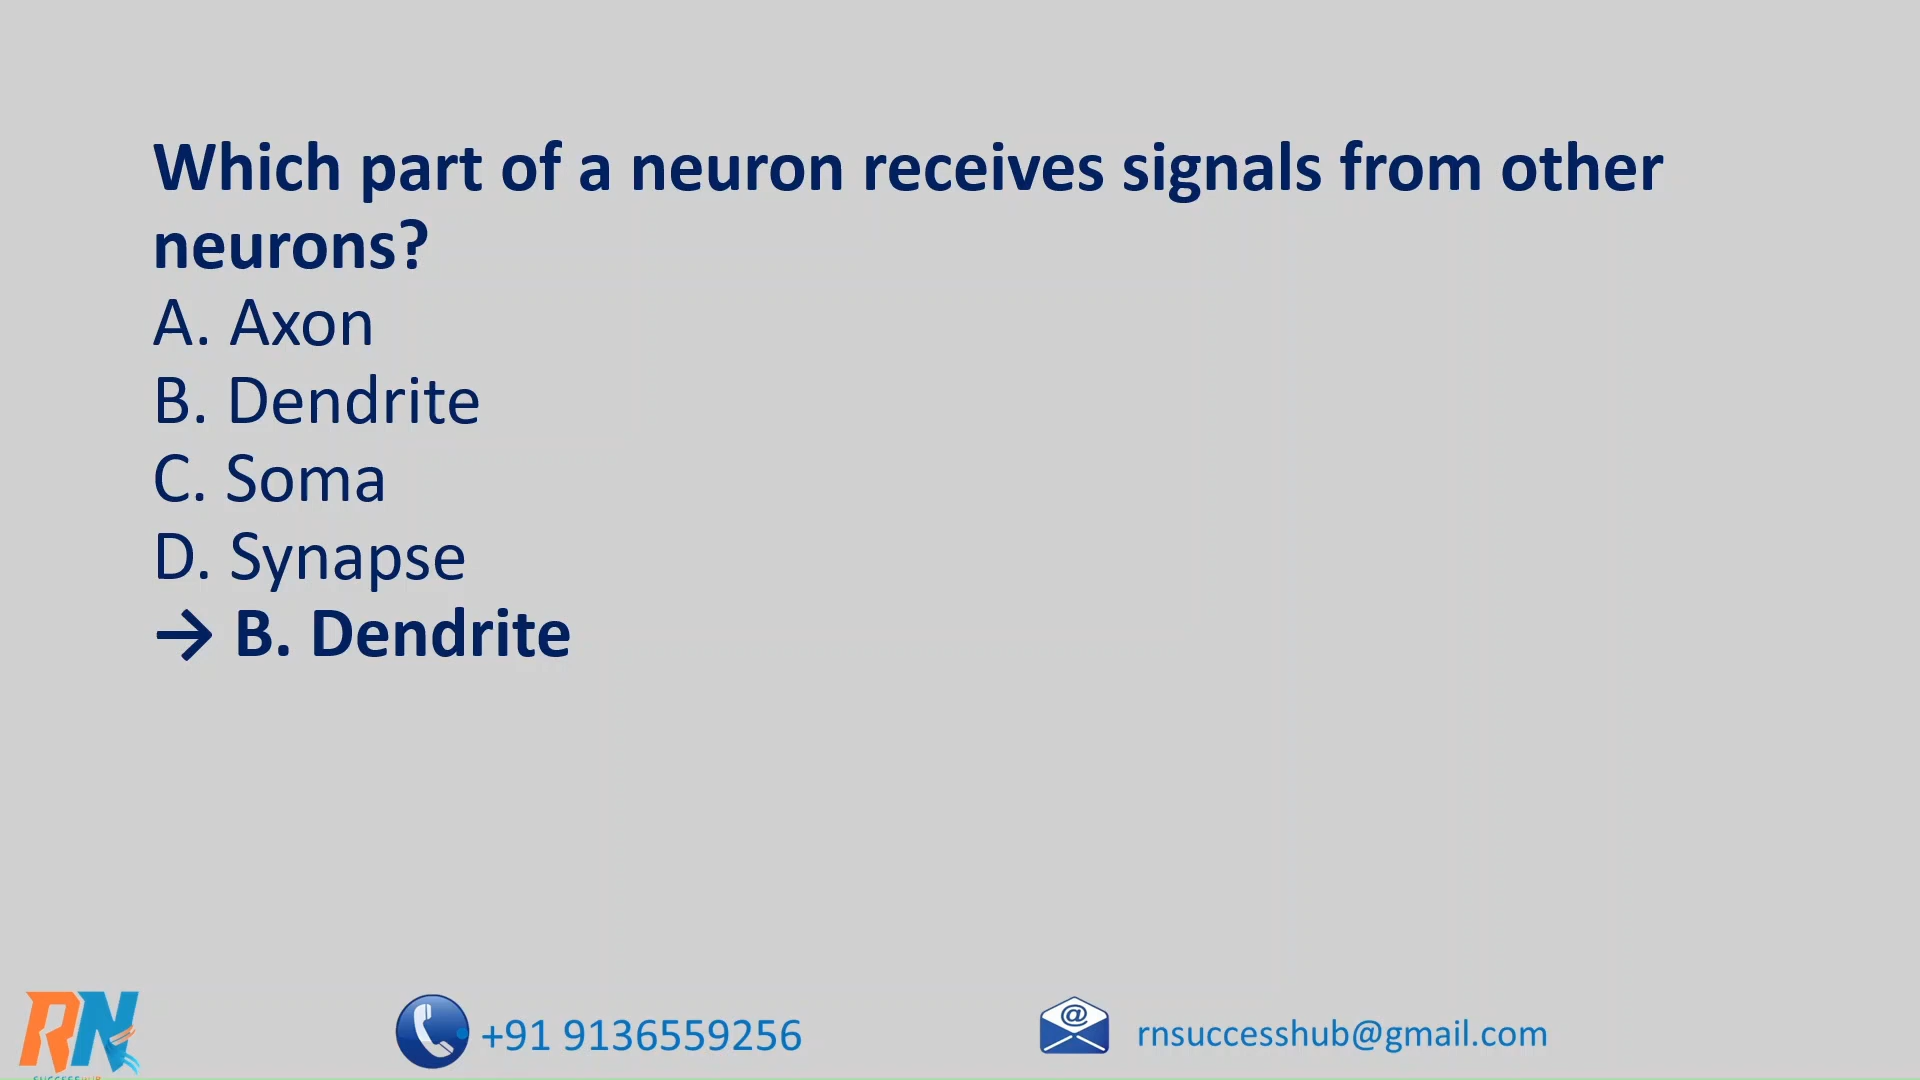 Which part of a neuron receives signals from other
neurons?
A. Axon
B. Dendrite
C. Soma
D. Synapse
→ B. Dendrite
RN
+91 9136559256
@
rnsuccesshub@gmail.com